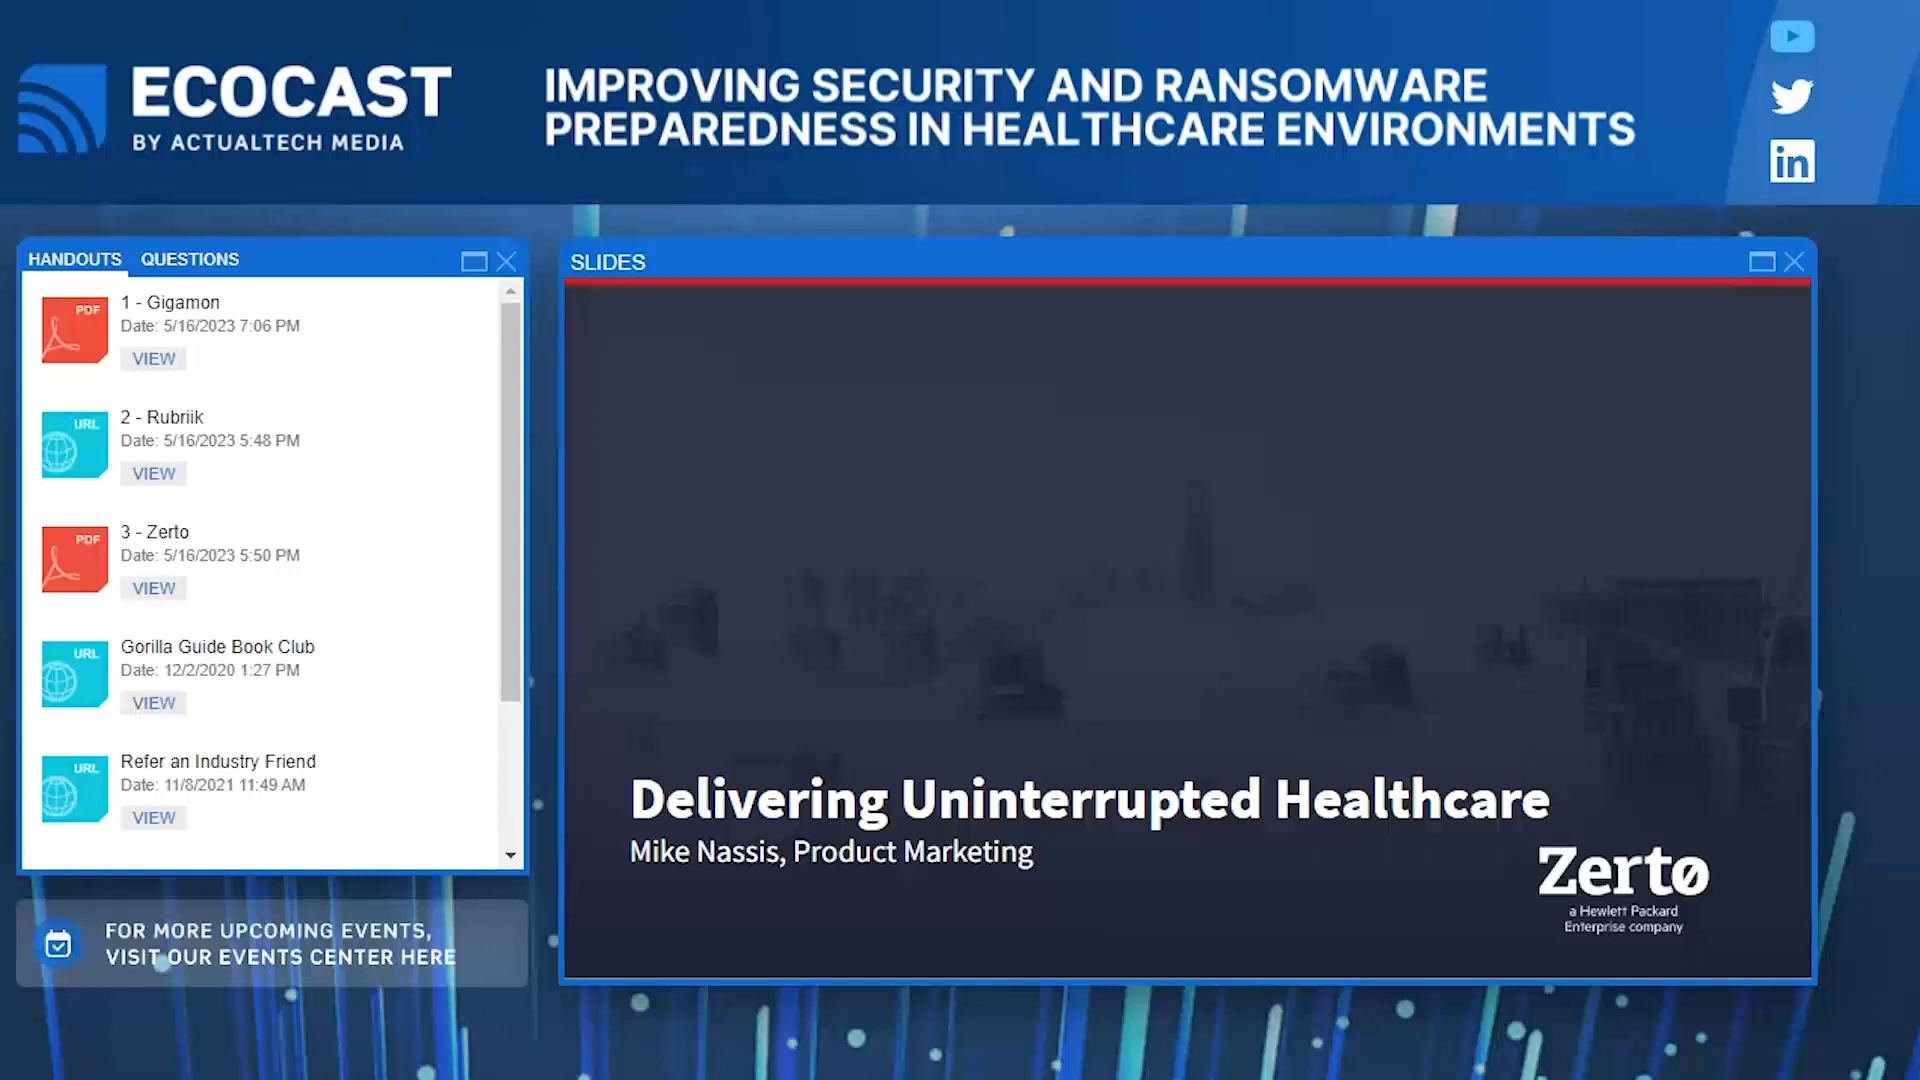 ECOCAST
BY ACTUALTECH MEDIA
IMPROVING SECURITY AND RANSOMWARE
PREPAREDNESS IN HEALTHCARE ENVIRONMENTS
in
HANDOUTS QUESTIONS
PDF
1 - Gigamon
Date: 5/16/2023 7:06 PM
VIEW
URL
2 - Rubriik
Date: 5/16/2023 5:48 PM
VIEW
PDF
3 - Zerto
Date: 5/16/2023 5:50 PM
VIEW
URL
Gorilla Guide Book Club
Date: 12/2/2020 1:27 PM
VIEW
URL
Refer an Industry Friend
Date: 11/8/2021 11:49 AM
VIEW
FOR MORE UPCOMING EVENTS,
VISIT OUR EVENTS CENTER HERE
SLIDES
Delivering Uninterrupted Healthcare
Mike Nassis, Product Marketing
Zertø
a Hewlett Packard
Enterprise company